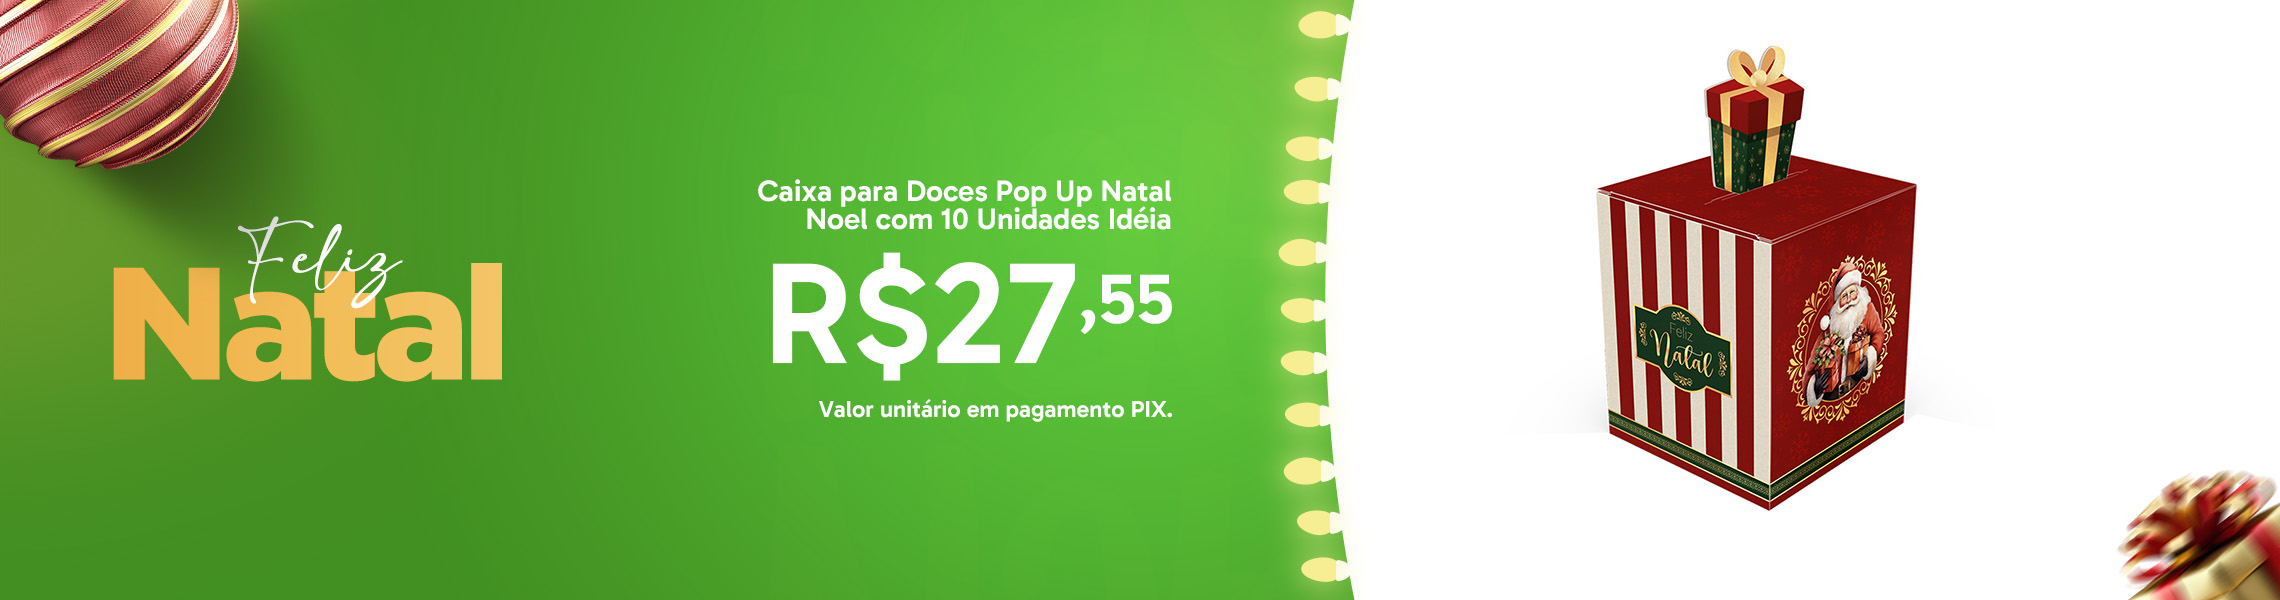 Feliz
Natal
Caixa para Doces Pop Up Natal
Noel com 10 Unidades Idéia
R$27,55
Valor unitário em pagamento PIX.
Feliz
Natal